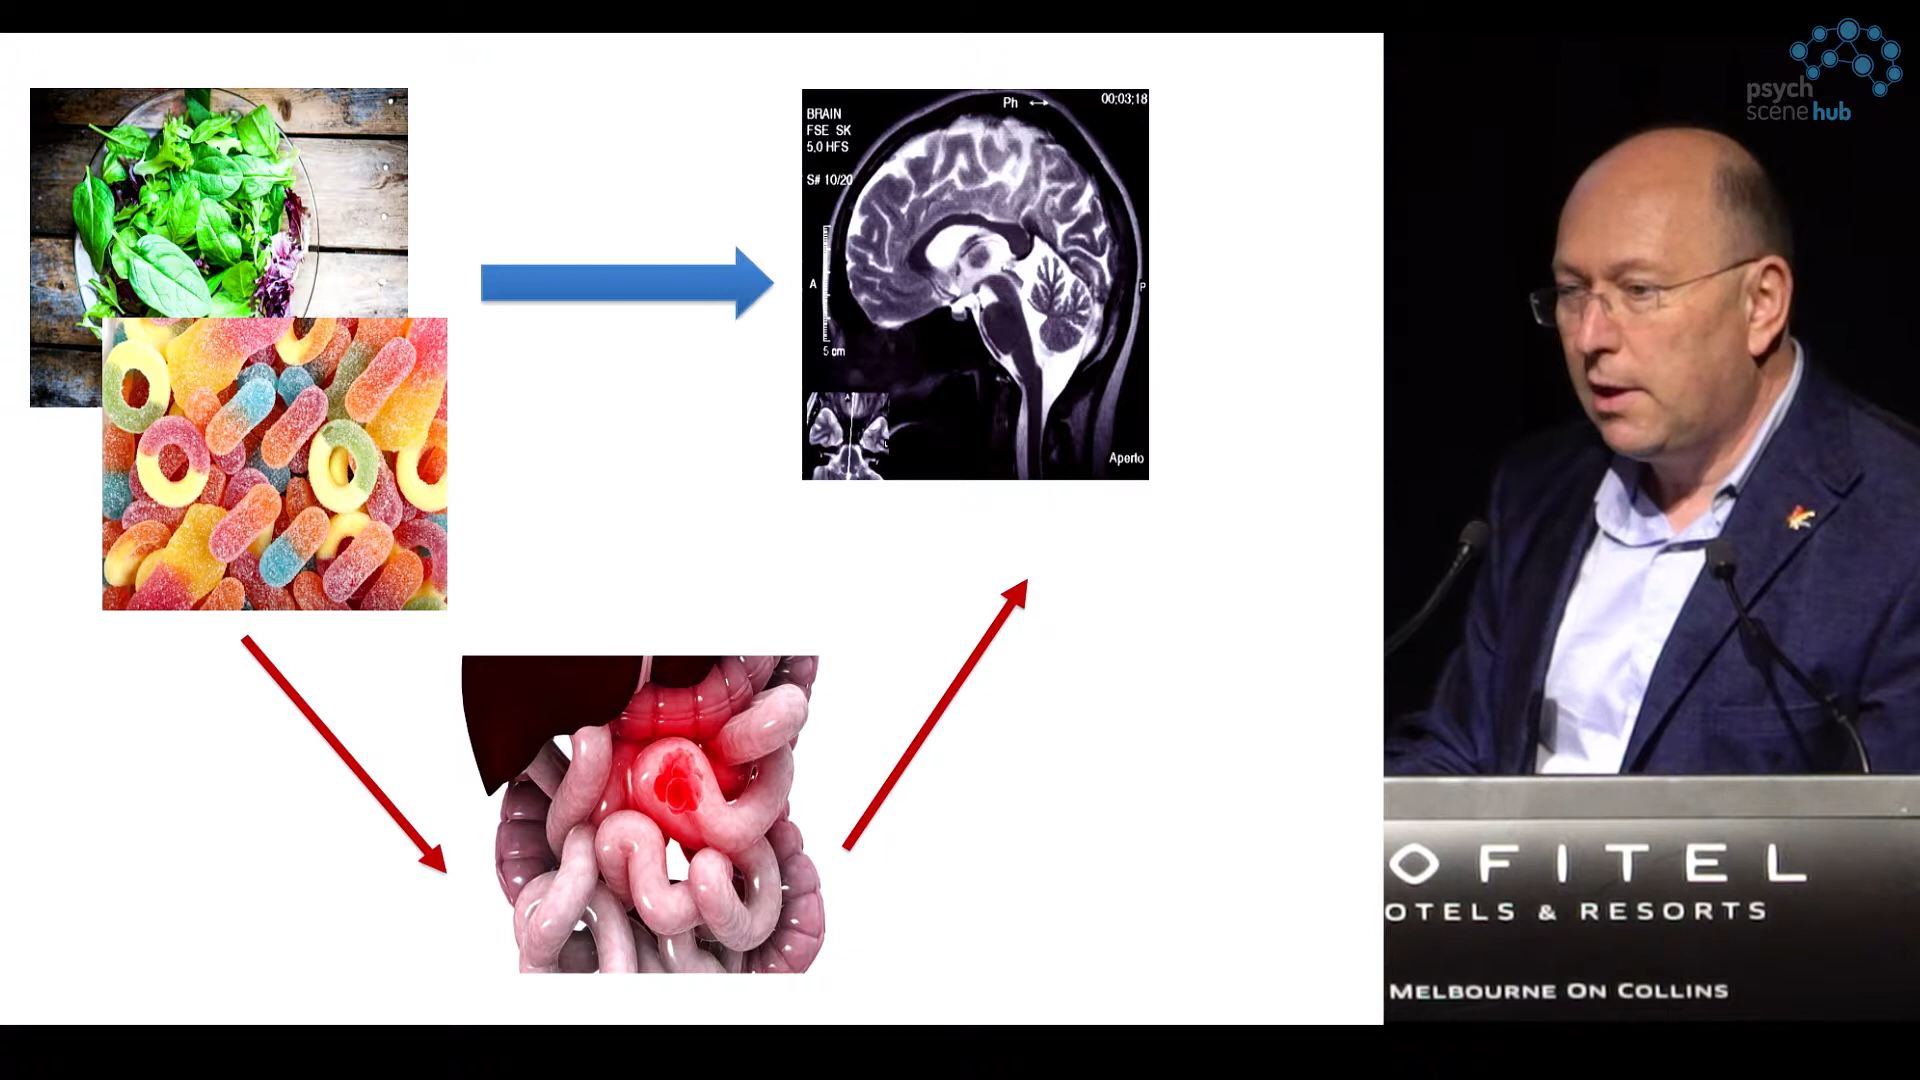 BRAIN
FSE SK
5.0 HFS
S# 10/20
Ph
00:03:18
A
P
5 cm
Aperto
psych
scene hub
OFITEL
OTELS & RESORTS
MELBOURNE ON COLLINS